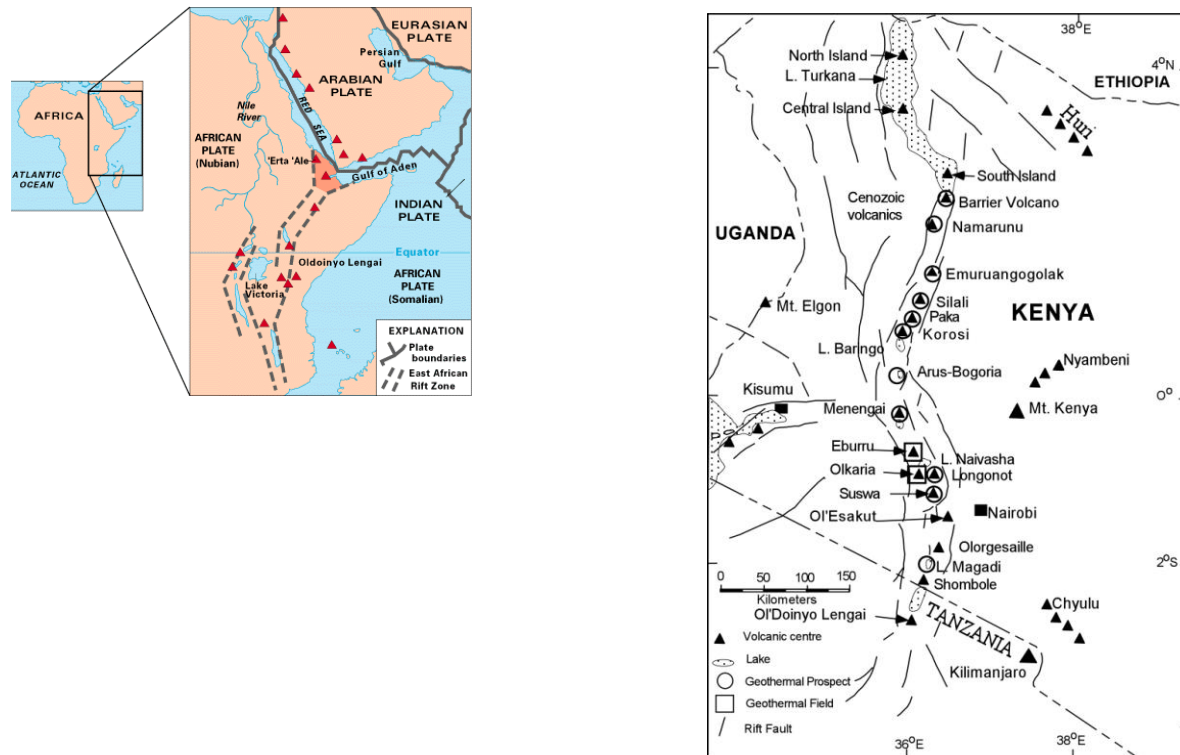 AFRICA
ATLANTIC
OCEAN
EURASIAN
PLATE
Persian
Gulf
ARABIAN
PLATE
Nile
River
RED
SEA
AFRICAN
PLATE
(Nubian)
'Erta 'Ale
Gulf of Aden
INDIAN
PLATE
Equator
Oldoinyo Lengai
AFRICAN
PLATE
(Somalian)
Lake
Victoria
EXPLANATION
Plate
boundaries
East African
Rift Zone
38°E
4°N
North Island
L. Turkana
ETHIOPIA
Central Island
Huri
South Island
Cenozoic
volcanics
Barrier Volcano
UGANDA
Namarunu
Emuruangogolak
Silali
Mt. Elgon
Paka
KENYA
Korosi
L. Baringo
Nyambeni
Arus-Bogoria
Kisumu
0°
Menengai
Mt. Kenya
Eburru
L. Naivasha
Olkaria
Longonot
Suswa
Nairobi
Ol'Esakut
Olorgesaille
2°S
L. Magadi
0 50 100 150
Kilometers
Shombole
Chyulu
Ol'Doinyo Lengai
TANZANIA
Volcanic centre
Lake
Kilimanjaro
Geothermal Prospect
Geothermal Field
Rift Fault
36°E
38°E